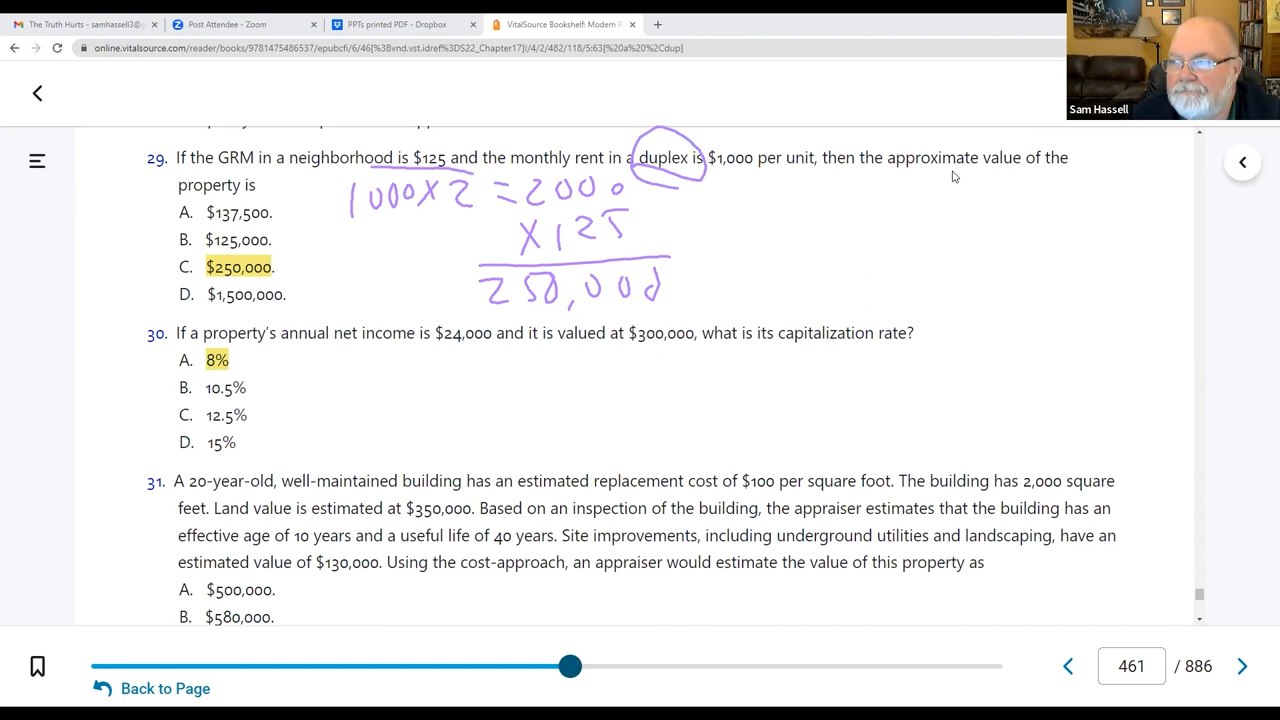 The Truth Hurts - samhassell3@g
Post Attendee - Zoom
PPTs printed PDF - Dropbox
VitalSource Bookshelf: Modern R
online.vitalsource.com/reader/books/9781475486537/epubcfi/6/46[%3Bvnd.vst.idref%3DS22_Chapter17]!/4/2/482/118/5:63[%20a%20%2Cdup]
Sam Hassell
29. If the GRM in a neighborhood is $125 and the monthly rent in a duplex is $1,000 per unit, then the approximate value of the
property is
1000 x 2 = 2000
A. $137,500.
x 125
B. $125,000.
C. $250,000.
250,000
D. $1,500,000.
30. If a property's annual net income is $24,000 and it is valued at $300,000, what is its capitalization rate?
A. 8%
B. 10.5%
C. 12.5%
D. 15%
31. A 20-year-old, well-maintained building has an estimated replacement cost of $100 per square foot. The building has 2,000 square
feet. Land value is estimated at $350,000. Based on an inspection of the building, the appraiser estimates that the building has an
effective age of 10 years and a useful life of 40 years. Site improvements, including underground utilities and landscaping, have an
estimated value of $130,000. Using the cost-approach, an appraiser would estimate the value of this property as
A. $500,000.
B. $580,000.
461 / 886
Back to Page